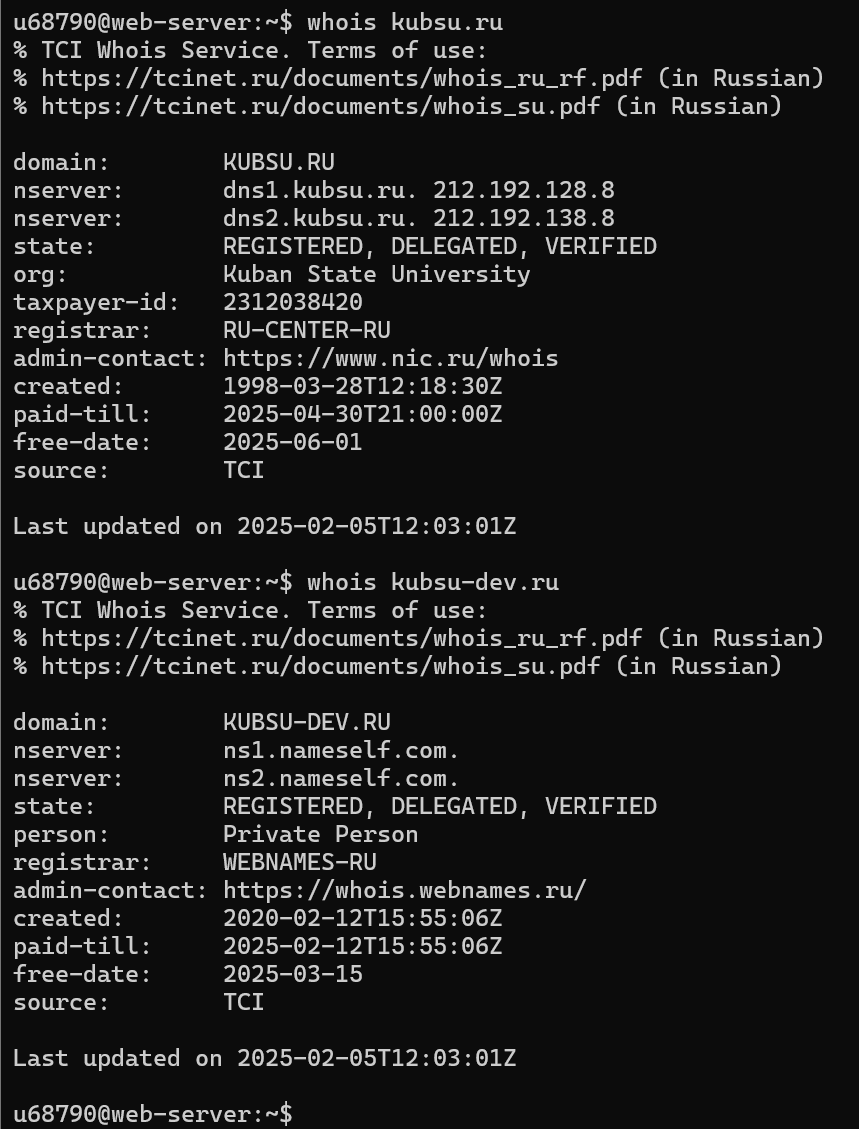 u68790@web-server:~$ whois kubsu.ru
% TCI Whois Service. Terms of use:
% https://tcinet.ru/documents/whois_ru_rf.pdf (in Russian)
% https://tcinet.ru/documents/whois_su.pdf (in Russian)

domain:        KUBSU.RU
nserver:       dns1.kubsu.ru. 212.192.128.8
nserver:       dns2.kubsu.ru. 212.192.138.8
state:         REGISTERED, DELEGATED, VERIFIED
org:           Kuban State University
taxpayer-id:   2312038420
registrar:     RU-CENTER-RU
admin-contact: https://www.nic.ru/whois
created:       1998-03-28T12:18:30Z
paid-till:     2025-04-30T21:00:00Z
free-date:     2025-06-01
source:        TCI

Last updated on 2025-02-05T12:03:01Z

u68790@web-server:~$ whois kubsu-dev.ru
% TCI Whois Service. Terms of use:
% https://tcinet.ru/documents/whois_ru_rf.pdf (in Russian)
% https://tcinet.ru/documents/whois_su.pdf (in Russian)

domain:        KUBSU-DEV.RU
nserver:       ns1.nameself.com.
nserver:       ns2.nameself.com.
state:         REGISTERED, DELEGATED, VERIFIED
person:        Private Person
registrar:     WEBNAMES-RU
admin-contact: https://whois.webnames.ru/
created:       2020-02-12T15:55:06Z
paid-till:     2025-02-12T15:55:06Z
free-date:     2025-03-15
source:        TCI

Last updated on 2025-02-05T12:03:01Z

u68790@web-server:~$